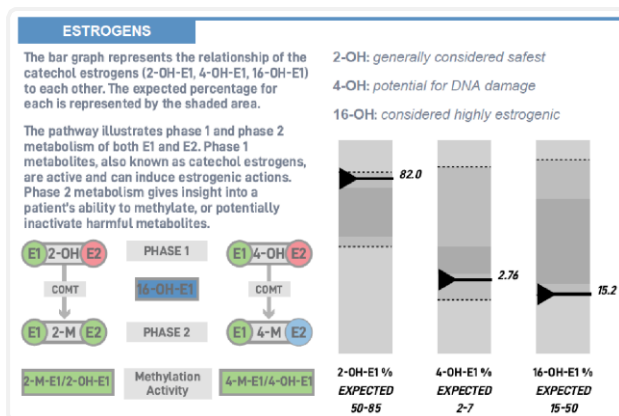 ESTROGENS
The bar graph represents the relationship of the
catechol estrogens (2-OH-E1, 4-OH-E1, 16-OH-E1)
to each other. The expected percentage for
each is represented by the shaded area.
The pathway illustrates phase 1 and phase 2
metabolism of both E1 and E2. Phase 1
metabolites, also known as catechol estrogens,
are active and can induce estrogenic actions.
Phase 2 metabolism gives insight into a
patient's ability to methylate, or potentially
inactivate harmful metabolites.
E1 2-OH E2 PHASE 1 E1 4-OH E2
16-OH-E1
COMT COMT
E1 2-M E2 PHASE 2 E1 4-M E2
2-M-E1/2-OH-E1 Methylation Activity 4-M-E1/4-OH-E1
2-OH: generally considered safest
4-OH: potential for DNA damage
16-OH: considered highly estrogenic
82.0
2.76
15.2
2-OH-E1 % 4-OH-E1 % 16-OH-E1 %
EXPECTED EXPECTED EXPECTED
50-85 2-7 15-50